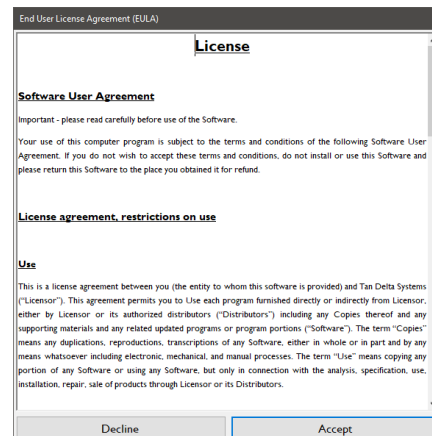 End User License Agreement (EULA)
License
Software User Agreement
Important - please read carefully before use of the Software.
Your use of this computer program is subject to the terms and conditions of the following Software User
Agreement. If you do not wish to accept these terms and conditions, do not install or use this Software and
please return this Software to the place you obtained it for refund.
License agreement, restrictions on use
Use
This is a license agreement between you (the entity to whom this software is provided) and Tan Delta Systems
("Licensor"). This agreement permits you to Use each program furnished directly or indirectly from Licensor,
either by Licensor or its authorized distributors ("Distributors") including any Copies thereof and any
supporting materials and any related updated programs or program portions ("Software"). The term "Copies"
means any duplications, reproductions, transcriptions of any Software, either in whole or in part and by any
means whatsoever including electronic, mechanical, and manual processes. The term "Use" means copying any
portion of any Software or using any Software, but only in connection with the analysis, specification, use,
installation, repair, sale of products through Licensor or its Distributors.
Decline
Accept